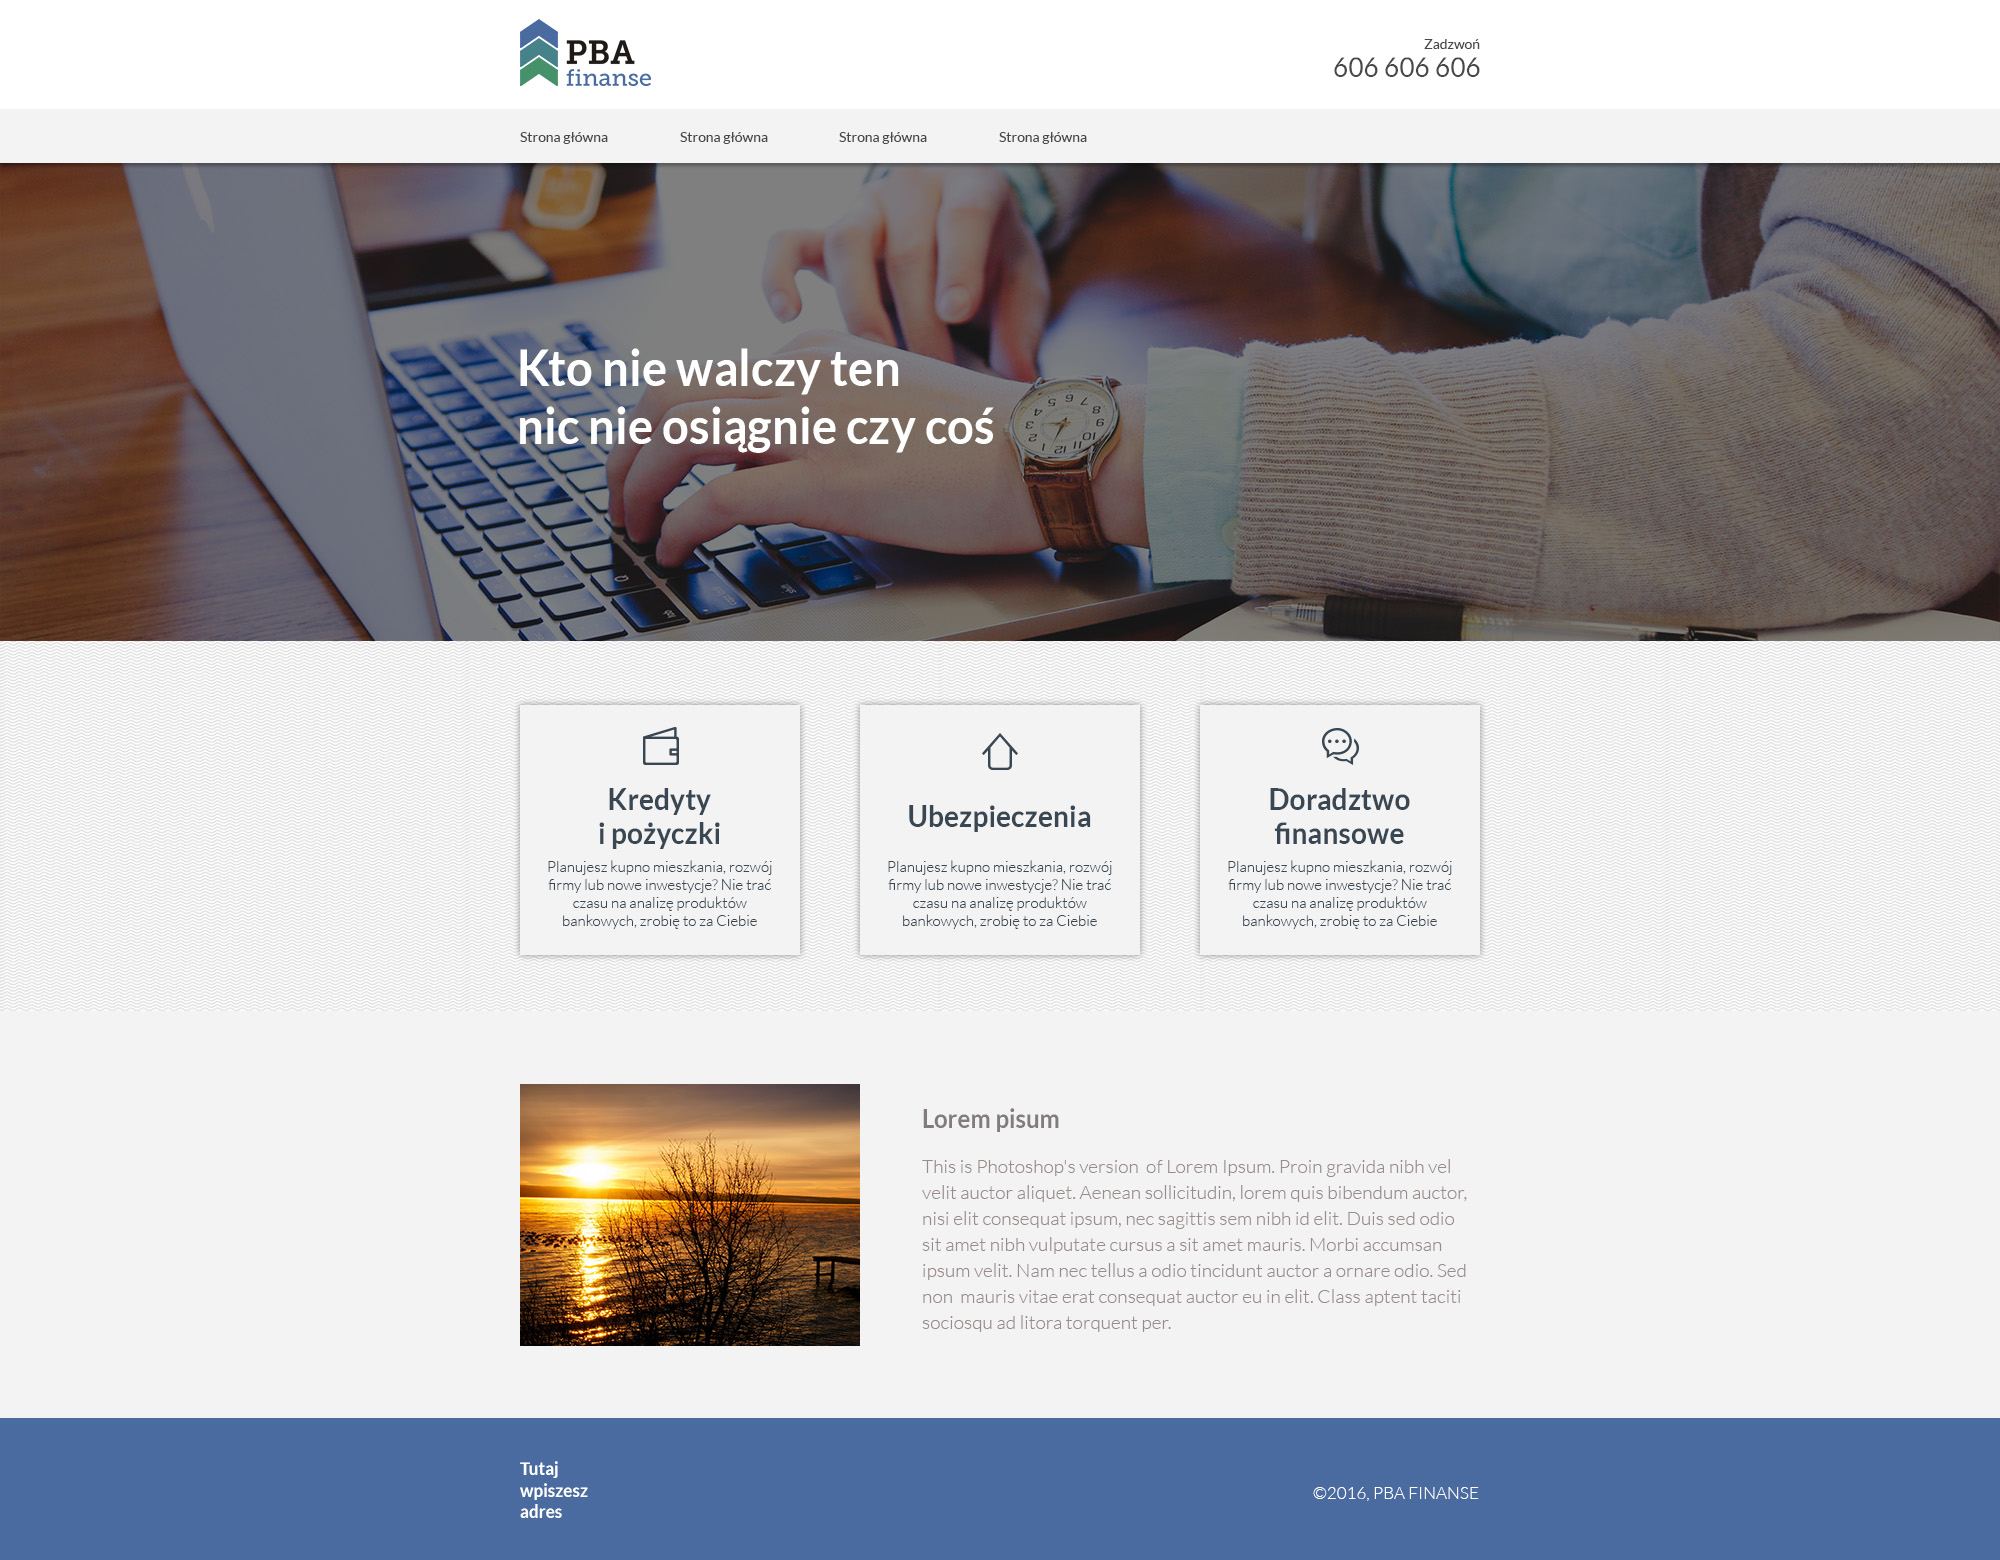 PBA
finanse
Zadzwoń
606 606 606
Strona główna
Strona główna
Strona główna
Strona główna
Kto nie walczy ten
nic nie osiągnie czy coś
Kredyty
i pożyczki
Planujesz kupno mieszkania, rozwój
firmy lub nowe inwestycje? Nie trać
czasu na analizę produktów
bankowych, zrobię to za Ciebie
Ubezpieczenia
Planujesz kupno mieszkania, rozwój
firmy lub nowe inwestycje? Nie trać
czasu na analizę produktów
bankowych, zrobię to za Ciebie
Doradztwo
finansowe
Planujesz kupno mieszkania, rozwój
firmy lub nowe inwestycje? Nie trać
czasu na analizę produktów
bankowych, zrobię to za Ciebie
Lorem pisum
This is Photoshop's version  of Lorem Ipsum. Proin gravida nibh vel
velit auctor aliquet. Aenean sollicitudin, lorem quis bibendum auctor,
nisi elit consequat ipsum, nec sagittis sem nibh id elit. Duis sed odio
sit amet nibh vulputate cursus a sit amet mauris. Morbi accumsan
ipsum velit. Nam nec tellus a odio tincidunt auctor a ornare odio. Sed
non  mauris vitae erat consequat auctor eu in elit. Class aptent taciti
sociosqu ad litora torquent per.
Tutaj
wpiszesz
adres
©2016, PBA FINANSE